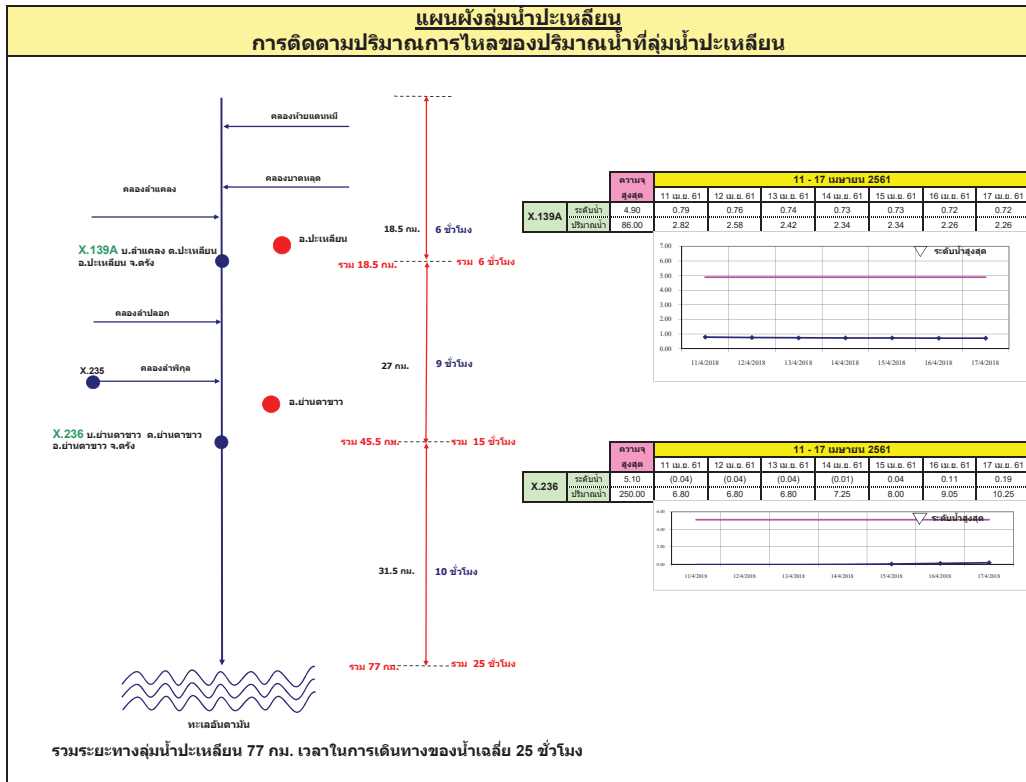 แผนผังลุ่มน้ำปะเหลียน
การติดตามปริมาณการไหลของปริมาณน้ำที่ลุ่มน้ำปะเหลียน
คลองห้วยแดนหมี
คลองลำแคลง
คลองบาตหลุด
X.139A บ.ลำแคลง ต.ปะเหลียน
อ.ปะเหลียน จ.ตรัง
อ.ปะเหลียน
18.5 กม.
6 ชั่วโมง
รวม 18.5 กม.
รวม 6 ชั่วโมง
คลองลำปลอก
X.235
คลองลำพิกุล
27 กม.
9 ชั่วโมง
อ.ย่านตาขาว
X.236 บ.ย่านตาขาว ต.ย่านตาขาว
อ.ย่านตาขาว จ.ตรัง
รวม 45.5 กม.
รวม 15 ชั่วโมง
31.5 กม.
10 ชั่วโมง
รวม 77 กม.
รวม 25 ชั่วโมง
ทะเลอันดามัน
ความจุ 11 - 17 เมษายน 2561
สูงสุด 11 เม.ย. 61 12 เม.ย. 61 13 เม.ย. 61 14 เม.ย. 61 15 เม.ย. 61 16 เม.ย. 61 17 เม.ย. 61
X.139A
ระดับน้ำ 4.90 0.79 0.76 0.74 0.73 0.73 0.72 0.72
ปริมาณน้ำ 86.00 2.82 2.58 2.42 2.34 2.34 2.26 2.26
ระดับน้ำสูงสุด
7.00
6.00
5.00
4.00
3.00
2.00
1.00
0.00
11/4/2018 12/4/2018 13/4/2018 14/4/2018 15/4/2018 16/4/2018 17/4/2018
ความจุ 11 - 17 เมษายน 2561
สูงสุด 11 เม.ย. 61 12 เม.ย. 61 13 เม.ย. 61 14 เม.ย. 61 15 เม.ย. 61 16 เม.ย. 61 17 เม.ย. 61
X.236
ระดับน้ำ 5.10 (0.04) (0.04) (0.04) (0.01) 0.04 0.11 0.19
ปริมาณน้ำ 250.00 6.80 6.80 6.80 7.25 8.00 9.05 10.25
ระดับน้ำสูงสุด
6.00
4.00
2.00
0.00
11/4/2018 12/4/2018 13/4/2018 14/4/2018 15/4/2018 16/4/2018 17/4/2018
รวมระยะทางลุ่มน้ำปะเหลียน 77 กม. เวลาในการเดินทางของน้ำเฉลี่ย 25 ชั่วโมง